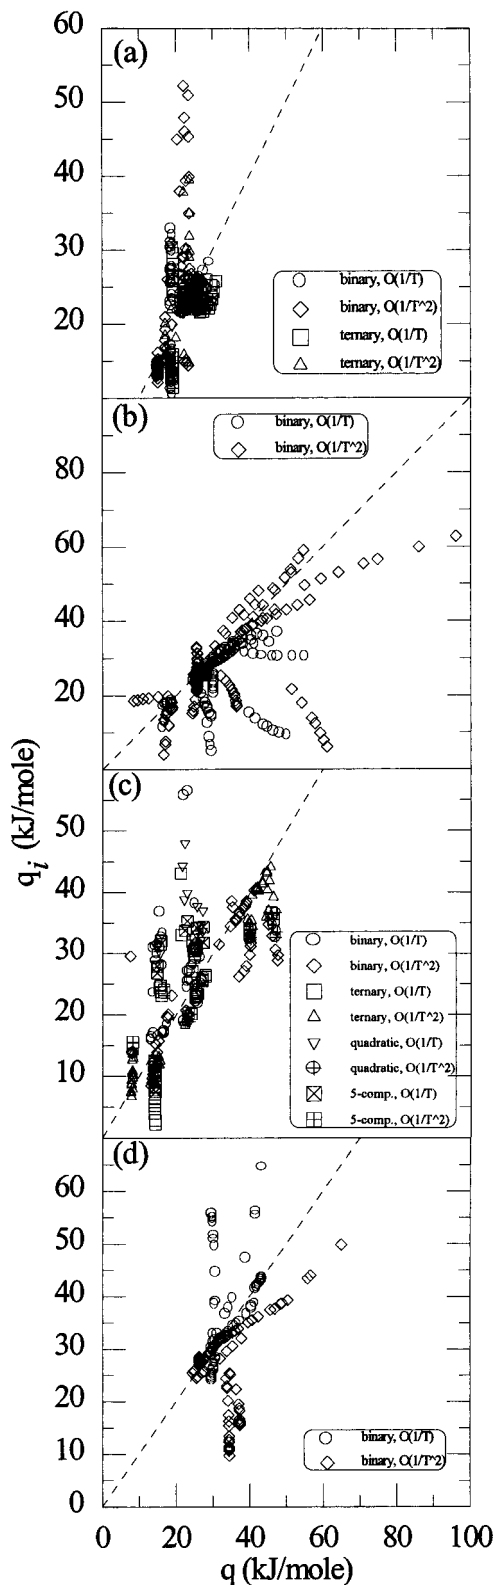 60
(a)
50
40
30
20
binary, O(1/T)
binary, O(1/T^2)
ternary, O(1/T)
ternary, O(1/T^2)
(b)
binary, O(1/T)
binary, O(1/T^2)
80
60
40
20
q_i (kJ/mole)
(c)
50
40
30
20
10
binary, O(1/T)
binary, O(1/T^2)
ternary, O(1/T)
ternary, O(1/T^2)
quadratic, O(1/T)
quadratic, O(1/T^2)
5-comp., O(1/T)
5-comp., O(1/T^2)
(d)
60
50
40
30
20
10
0
binary, O(1/T)
binary, O(1/T^2)
0 20 40 60 80 100
q (kJ/mole)